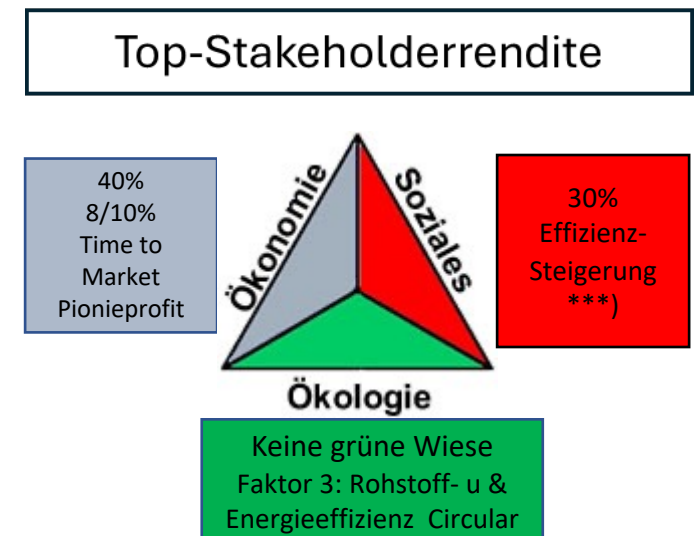 Top-Stakeholderrendite
40%
8/10%
Time to
Market
Pionieprofit
Ökonomie
Soziales
30%
Effizienz-
Steigerung
***)
Ökologie
Keine grüne Wiese
Faktor 3: Rohstoff- u &
Energieeffizienz Circular